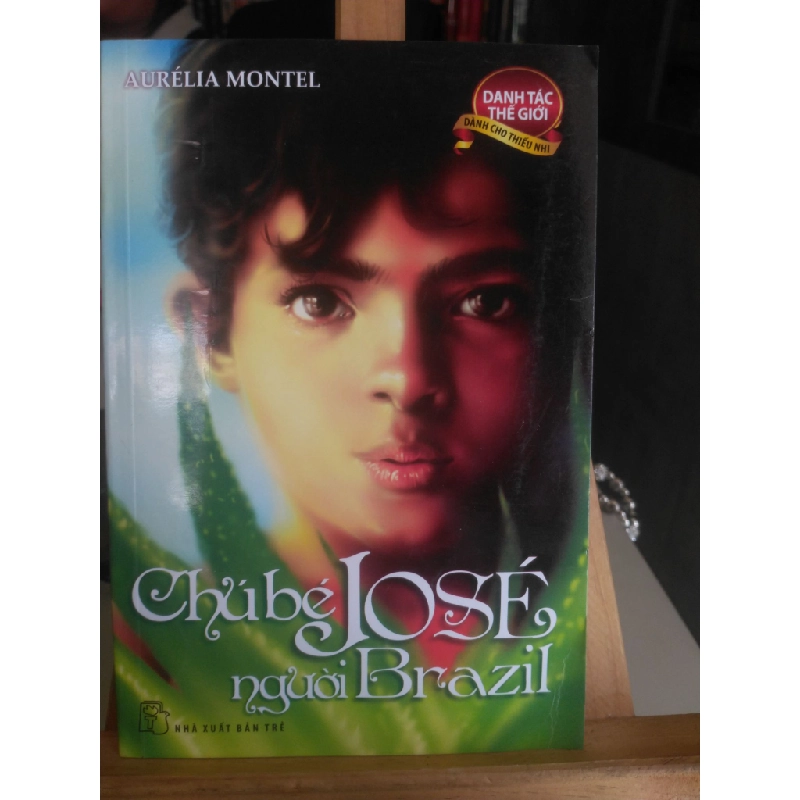 AURÉLIA MONTEL
DANH TÁC
THẾ GIỚI
DÀNH CHO THIẾU NHI
Chú bé JOSÉ
người Brazil
NHÀ XUẤT BẢN TRẺ